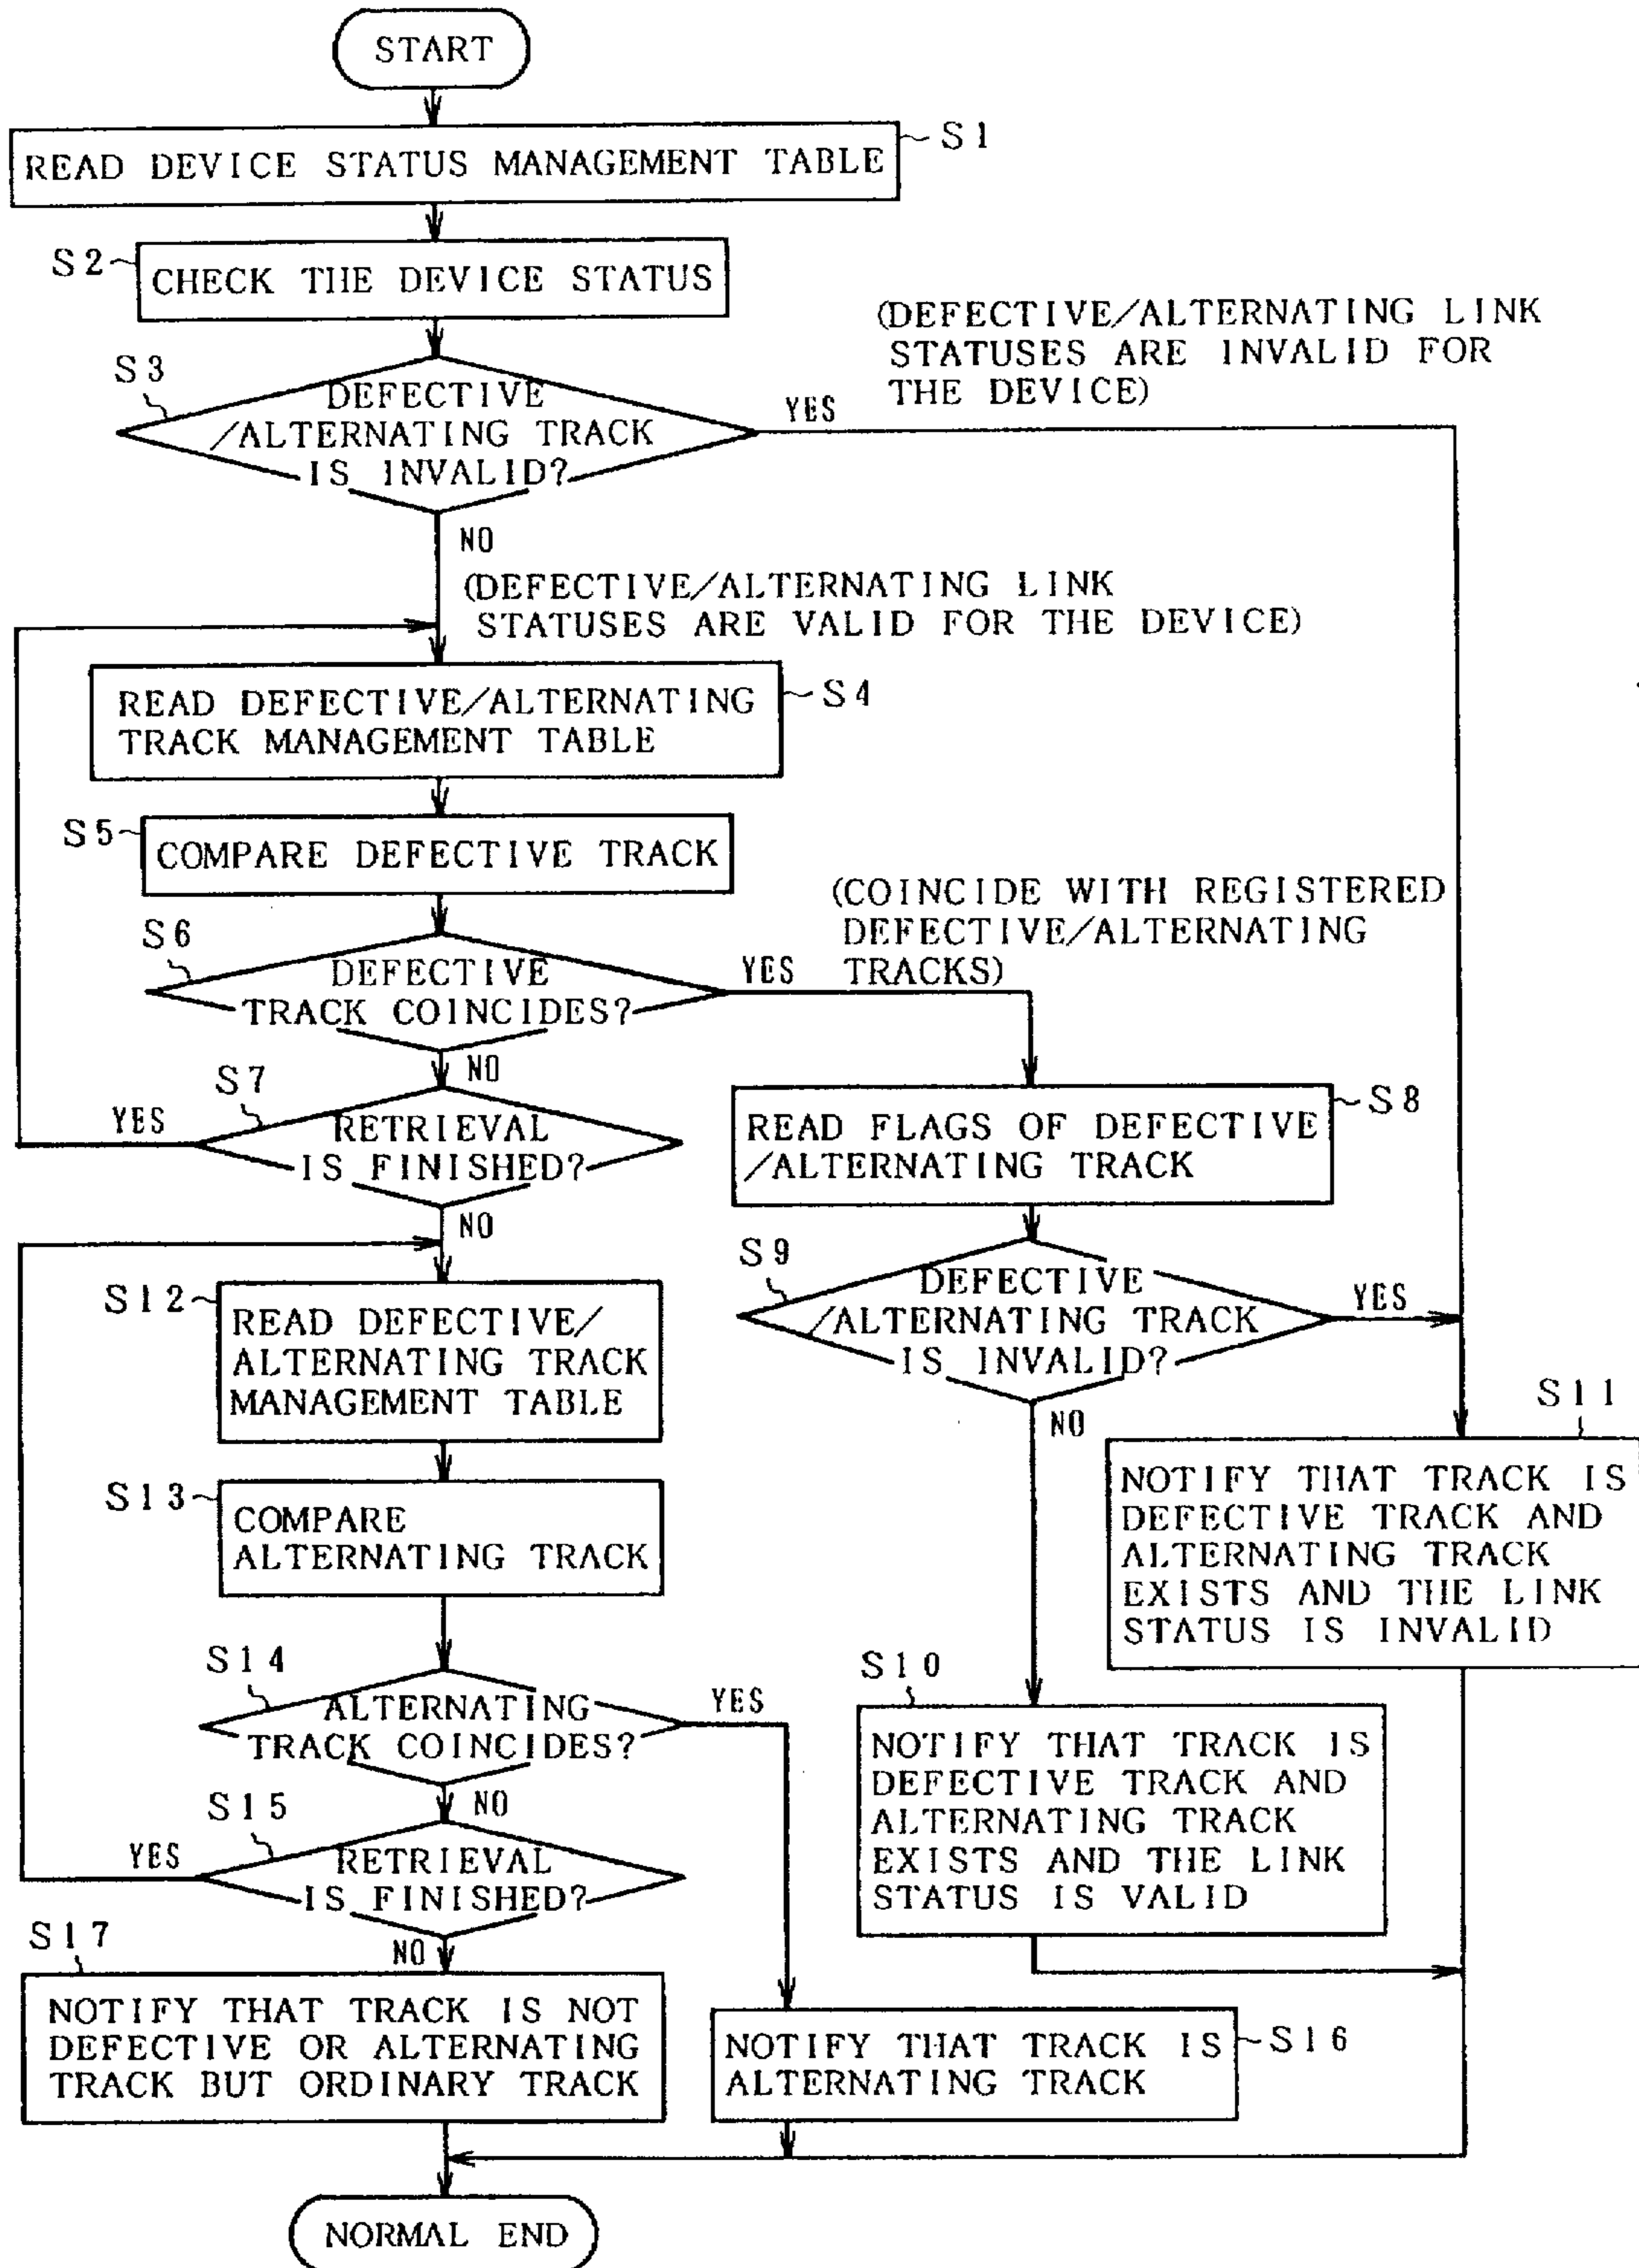 START
READ DEVICE STATUS MANAGEMENT TABLE
S1
S2
CHECK THE DEVICE STATUS
(DEFECTIVE/ALTERNATING LINK
STATUSES ARE INVALID FOR
THE DEVICE)
S3
DEFECTIVE
/ALTERNATING TRACK
IS INVALID?
YES
NO
(DEFECTIVE/ALTERNATING LINK
STATUSES ARE VALID FOR THE DEVICE)
READ DEFECTIVE/ALTERNATING
TRACK MANAGEMENT TABLE
S4
S5
COMPARE DEFECTIVE TRACK
(COINCIDE WITH REGISTERED
DEFECTIVE/ALTERNATING
TRACKS)
S6
DEFECTIVE
TRACK COINCIDES?
YES
NO
S7
YES
RETRIEVAL
IS FINISHED?
NO
READ FLAGS OF DEFECTIVE
/ALTERNATING TRACK
S8
S9
DEFECTIVE
/ALTERNATING TRACK
IS INVALID?
YES
NO
S12
READ DEFECTIVE/
ALTERNATING TRACK
MANAGEMENT TABLE
S11
NOTIFY THAT TRACK IS
DEFECTIVE TRACK AND
ALTERNATING TRACK
EXISTS AND THE LINK
STATUS IS INVALID
S13
COMPARE
ALTERNATING TRACK
S14
ALTERNATING
TRACK COINCIDES?
YES
NO
S10
NOTIFY THAT TRACK IS
DEFECTIVE TRACK AND
ALTERNATING TRACK
EXISTS AND THE LINK
STATUS IS VALID
S15
YES
RETRIEVAL
IS FINISHED?
NO
S17
NOTIFY THAT TRACK IS NOT
DEFECTIVE OR ALTERNATING
TRACK BUT ORDINARY TRACK
NOTIFY THAT TRACK IS
ALTERNATING TRACK
S16
NORMAL END